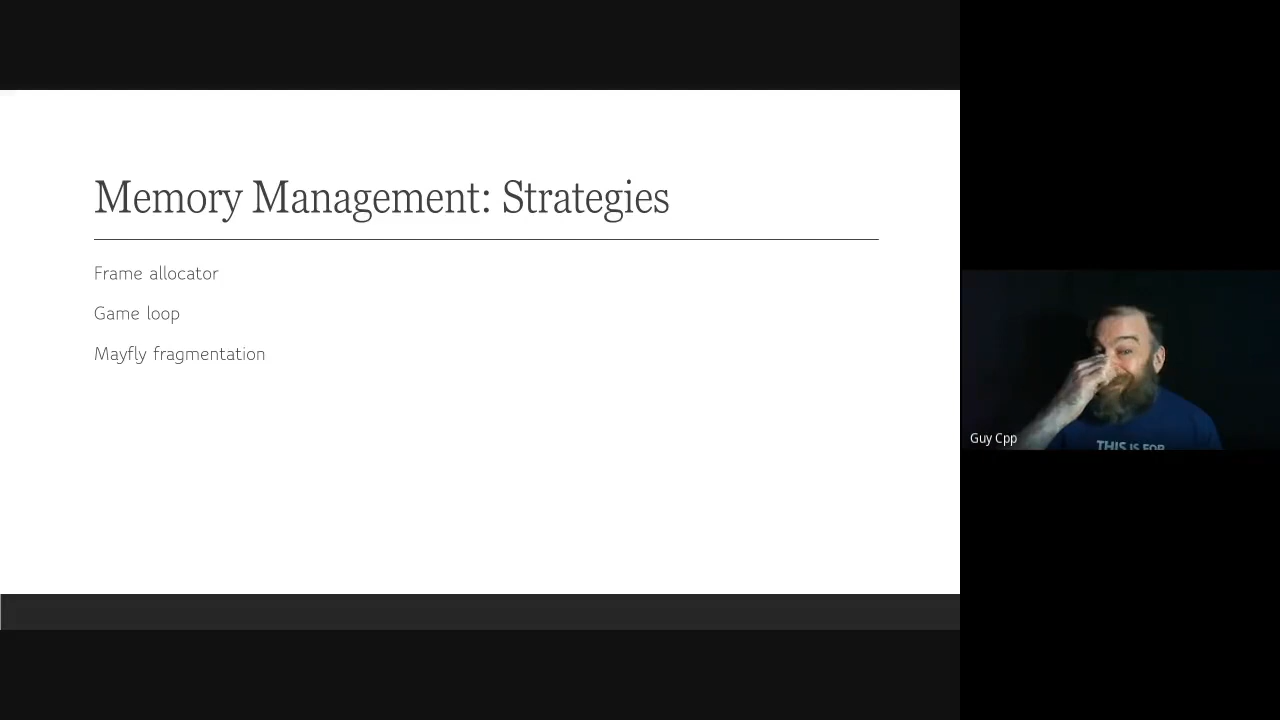 Memory Management: Strategies
Frame allocator
Game loop
Mayfly fragmentation
Guy Cpp
THIS IS FOR